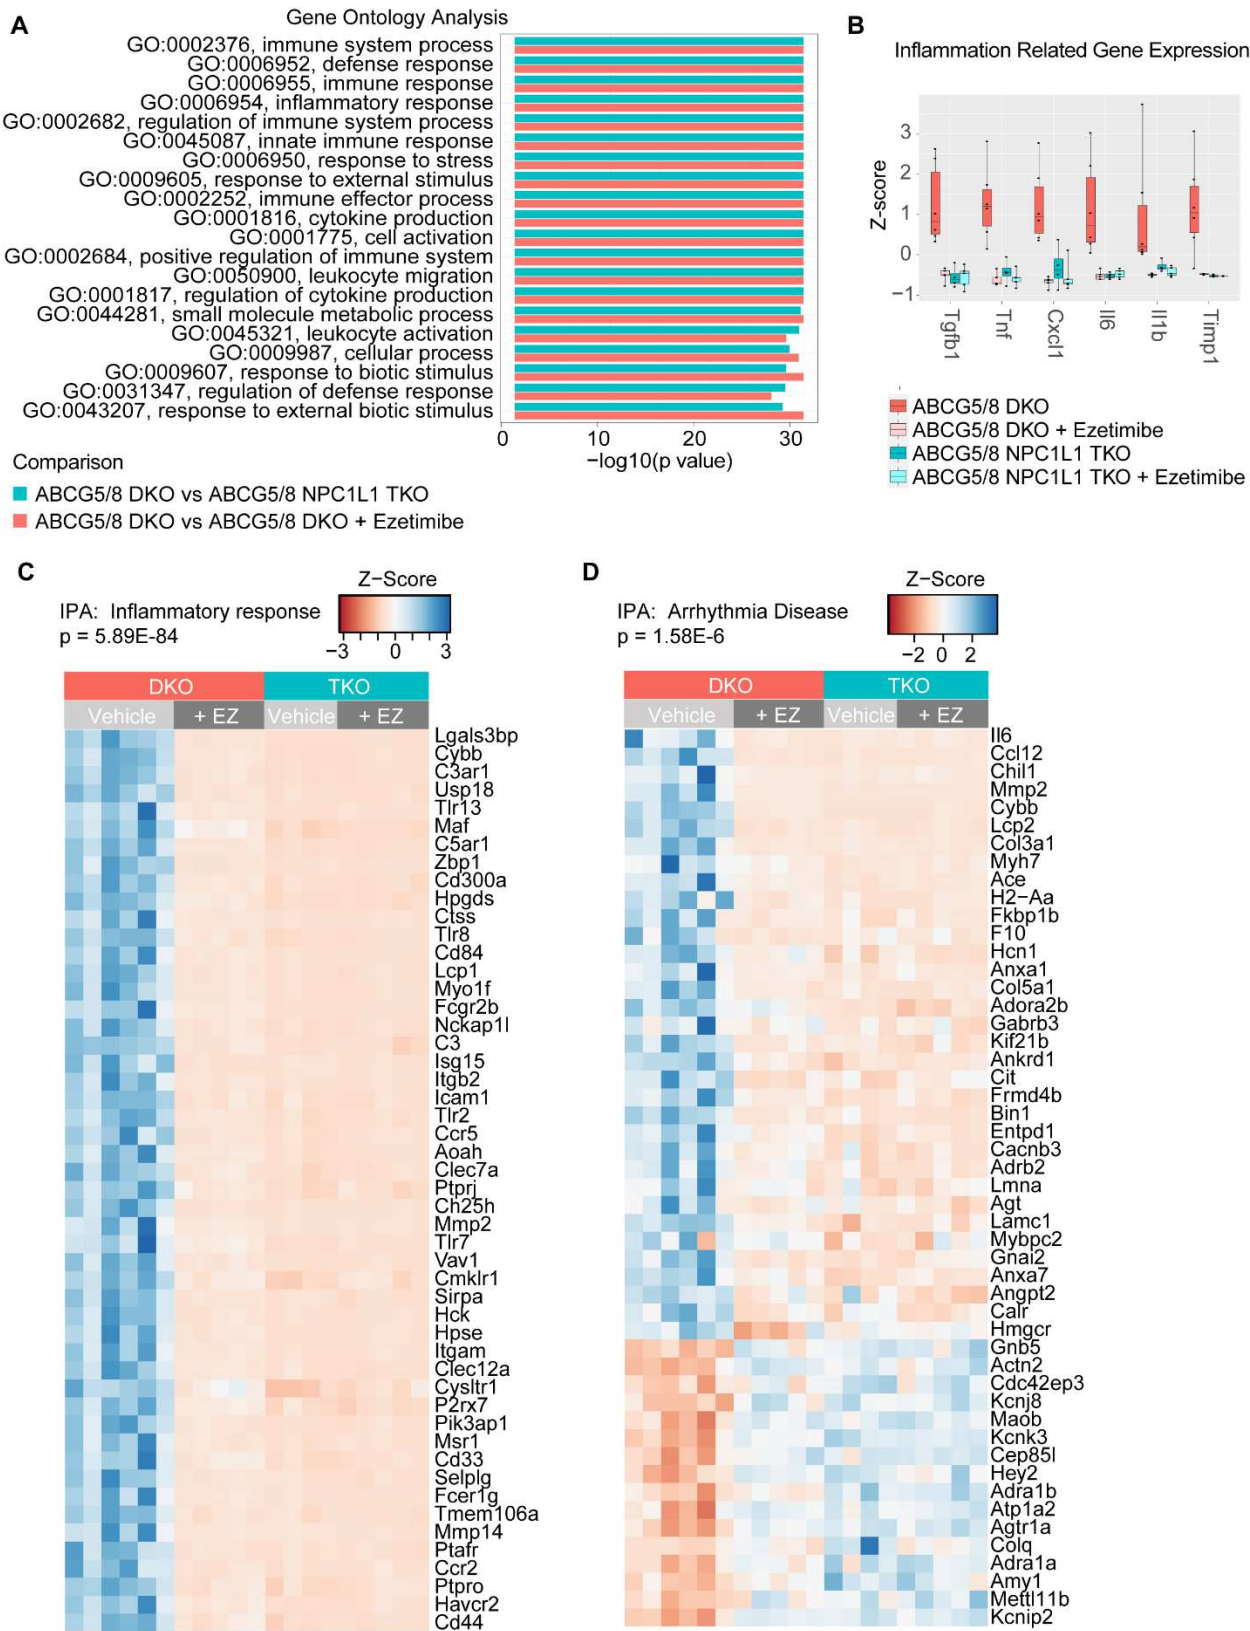 A
Gene Ontology Analysis
GO:0002376, immune system process
GO:0006952, defense response
GO:0006955, immune response
GO:0006954, inflammatory response
GO:0002682, regulation of immune system process
GO:0045087, innate immune response
GO:0006950, response to stress
GO:0009605, response to external stimulus
GO:0002252, immune effector process
GO:0001816, cytokine production
GO:0001775, cell activation
GO:0002684, positive regulation of immune system
GO:0050900, leukocyte migration
GO:0001817, regulation of cytokine production
GO:0044281, small molecule metabolic process
GO:0045321, leukocyte activation
GO:0009987, cellular process
GO:0009607, response to biotic stimulus
GO:0031347, regulation of defense response
GO:0043207, response to external biotic stimulus
0 10 20 30
−log10(p value)
Comparison
ABCG5/8 DKO vs ABCG5/8 NPC1L1 TKO
ABCG5/8 DKO vs ABCG5/8 DKO + Ezetimibe
B
Inflammation Related Gene Expression
Z-score
3
2
1
0
−1
Tgfb1 Tnf Cxcl1 Il6 Il1b Timp1
ABCG5/8 DKO
ABCG5/8 DKO + Ezetimibe
ABCG5/8 NPC1L1 TKO
ABCG5/8 NPC1L1 TKO + Ezetimibe
C
Z−Score
IPA: Inflammatory response
p = 5.89E-84
−3 0 3
DKO TKO
Vehicle + EZ Vehicle + EZ
Lgals3bp
Cybb
C3ar1
Usp18
Tlr13
Maf
C5ar1
Zbp1
Cd300a
Hpgds
Ctss
Tlr8
Cd84
Lcp1
Myo1f
Fcgr2b
Nckap1l
C3
Isg15
Itgb2
Icam1
Tlr2
Ccr5
Aoah
Clec7a
Ptprj
Ch25h
Mmp2
Tlr7
Vav1
Cmklr1
Sirpa
Hck
Hpse
Itgam
Clec12a
Cysltr1
P2rx7
Pik3ap1
Msr1
Cd33
Selplg
Fcer1g
Tmem106a
Mmp14
Ptafr
Ccr2
Ptpro
Havcr2
Cd44
D
Z−Score
IPA: Arrhythmia Disease
p = 1.58E-6
−2 0 2
DKO TKO
Vehicle + EZ Vehicle + EZ
Il6
Ccl12
Chil1
Mmp2
Cybb
Lcp2
Col3a1
Myh7
Ace
H2−Aa
Fkbp1b
F10
Hcn1
Anxa1
Col5a1
Adora2b
Gabrb3
Kif21b
Ankrd1
Cit
Frmd4b
Bin1
Entpd1
Cacnb3
Adrb2
Lmna
Agt
Lamc1
Mybpc2
Gnai2
Anxa7
Angpt2
Calr
Hmgcr
Gnb5
Actn2
Cdc42ep3
Kcnj8
Maob
Kcnk3
Cep85l
Hey2
Adra1b
Atp1a2
Agtr1a
Colq
Adra1a
Amy1
Mettl11b
Kcnip2